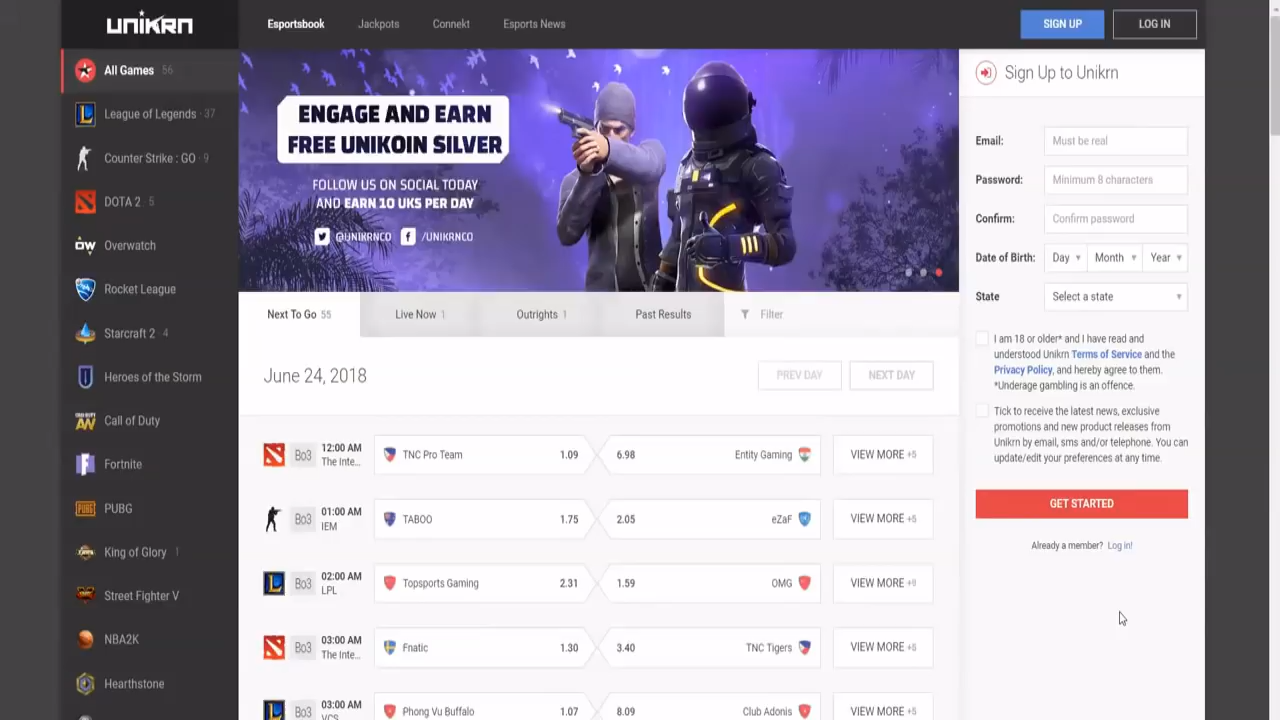 UNIKRN
Esportsbook
Jackpots
Connekt
Esports News
SIGN UP
LOG IN
All Games 56
League of Legends · 37
Counter Strike : GO · 9
DOTA 2 · 5
Overwatch
Rocket League
Starcraft 2 · 4
Heroes of the Storm
Call of Duty
Fortnite
PUBG
King of Glory 1
Street Fighter V
NBA2K
Hearthstone
ENGAGE AND EARN
FREE UNIKOIN SILVER
FOLLOW US ON SOCIAL TODAY
AND EARN 10 UKS PER DAY
@UNIKRNCO /UNIKRNCO
Next To Go 55
Live Now 1
Outrights 1
Past Results
Filter
June 24, 2018
PREV DAY
NEXT DAY
Bo3 12:00 AM The Inte... TNC Pro Team 1.09 6.98 Entity Gaming VIEW MORE +5
Bo3 01:00 AM IEM TABOO 1.75 2.05 eZaF VIEW MORE +5
Bo3 02:00 AM LPL Topsports Gaming 2.31 1.59 OMG VIEW MORE +9
Bo3 03:00 AM The Inte... Fnatic 1.30 3.40 TNC Tigers VIEW MORE +5
Bo3 03:00 AM VCS Phong Vu Buffalo 1.07 8.09 Club Adonis VIEW MORE +5
Sign Up to Unikrn
Email: Must be real
Password: Minimum 8 characters
Confirm: Confirm password
Date of Birth: Day Month Year
State Select a state
I am 18 or older* and I have read and
understood Unikrn Terms of Service and the
Privacy Policy, and hereby agree to them.
*Underage gambling is an offence.
Tick to receive the latest news, exclusive
promotions and new product releases from
Unikrn by email, sms and/or telephone. You can
update/edit your preferences at any time.
GET STARTED
Already a member? Log in!